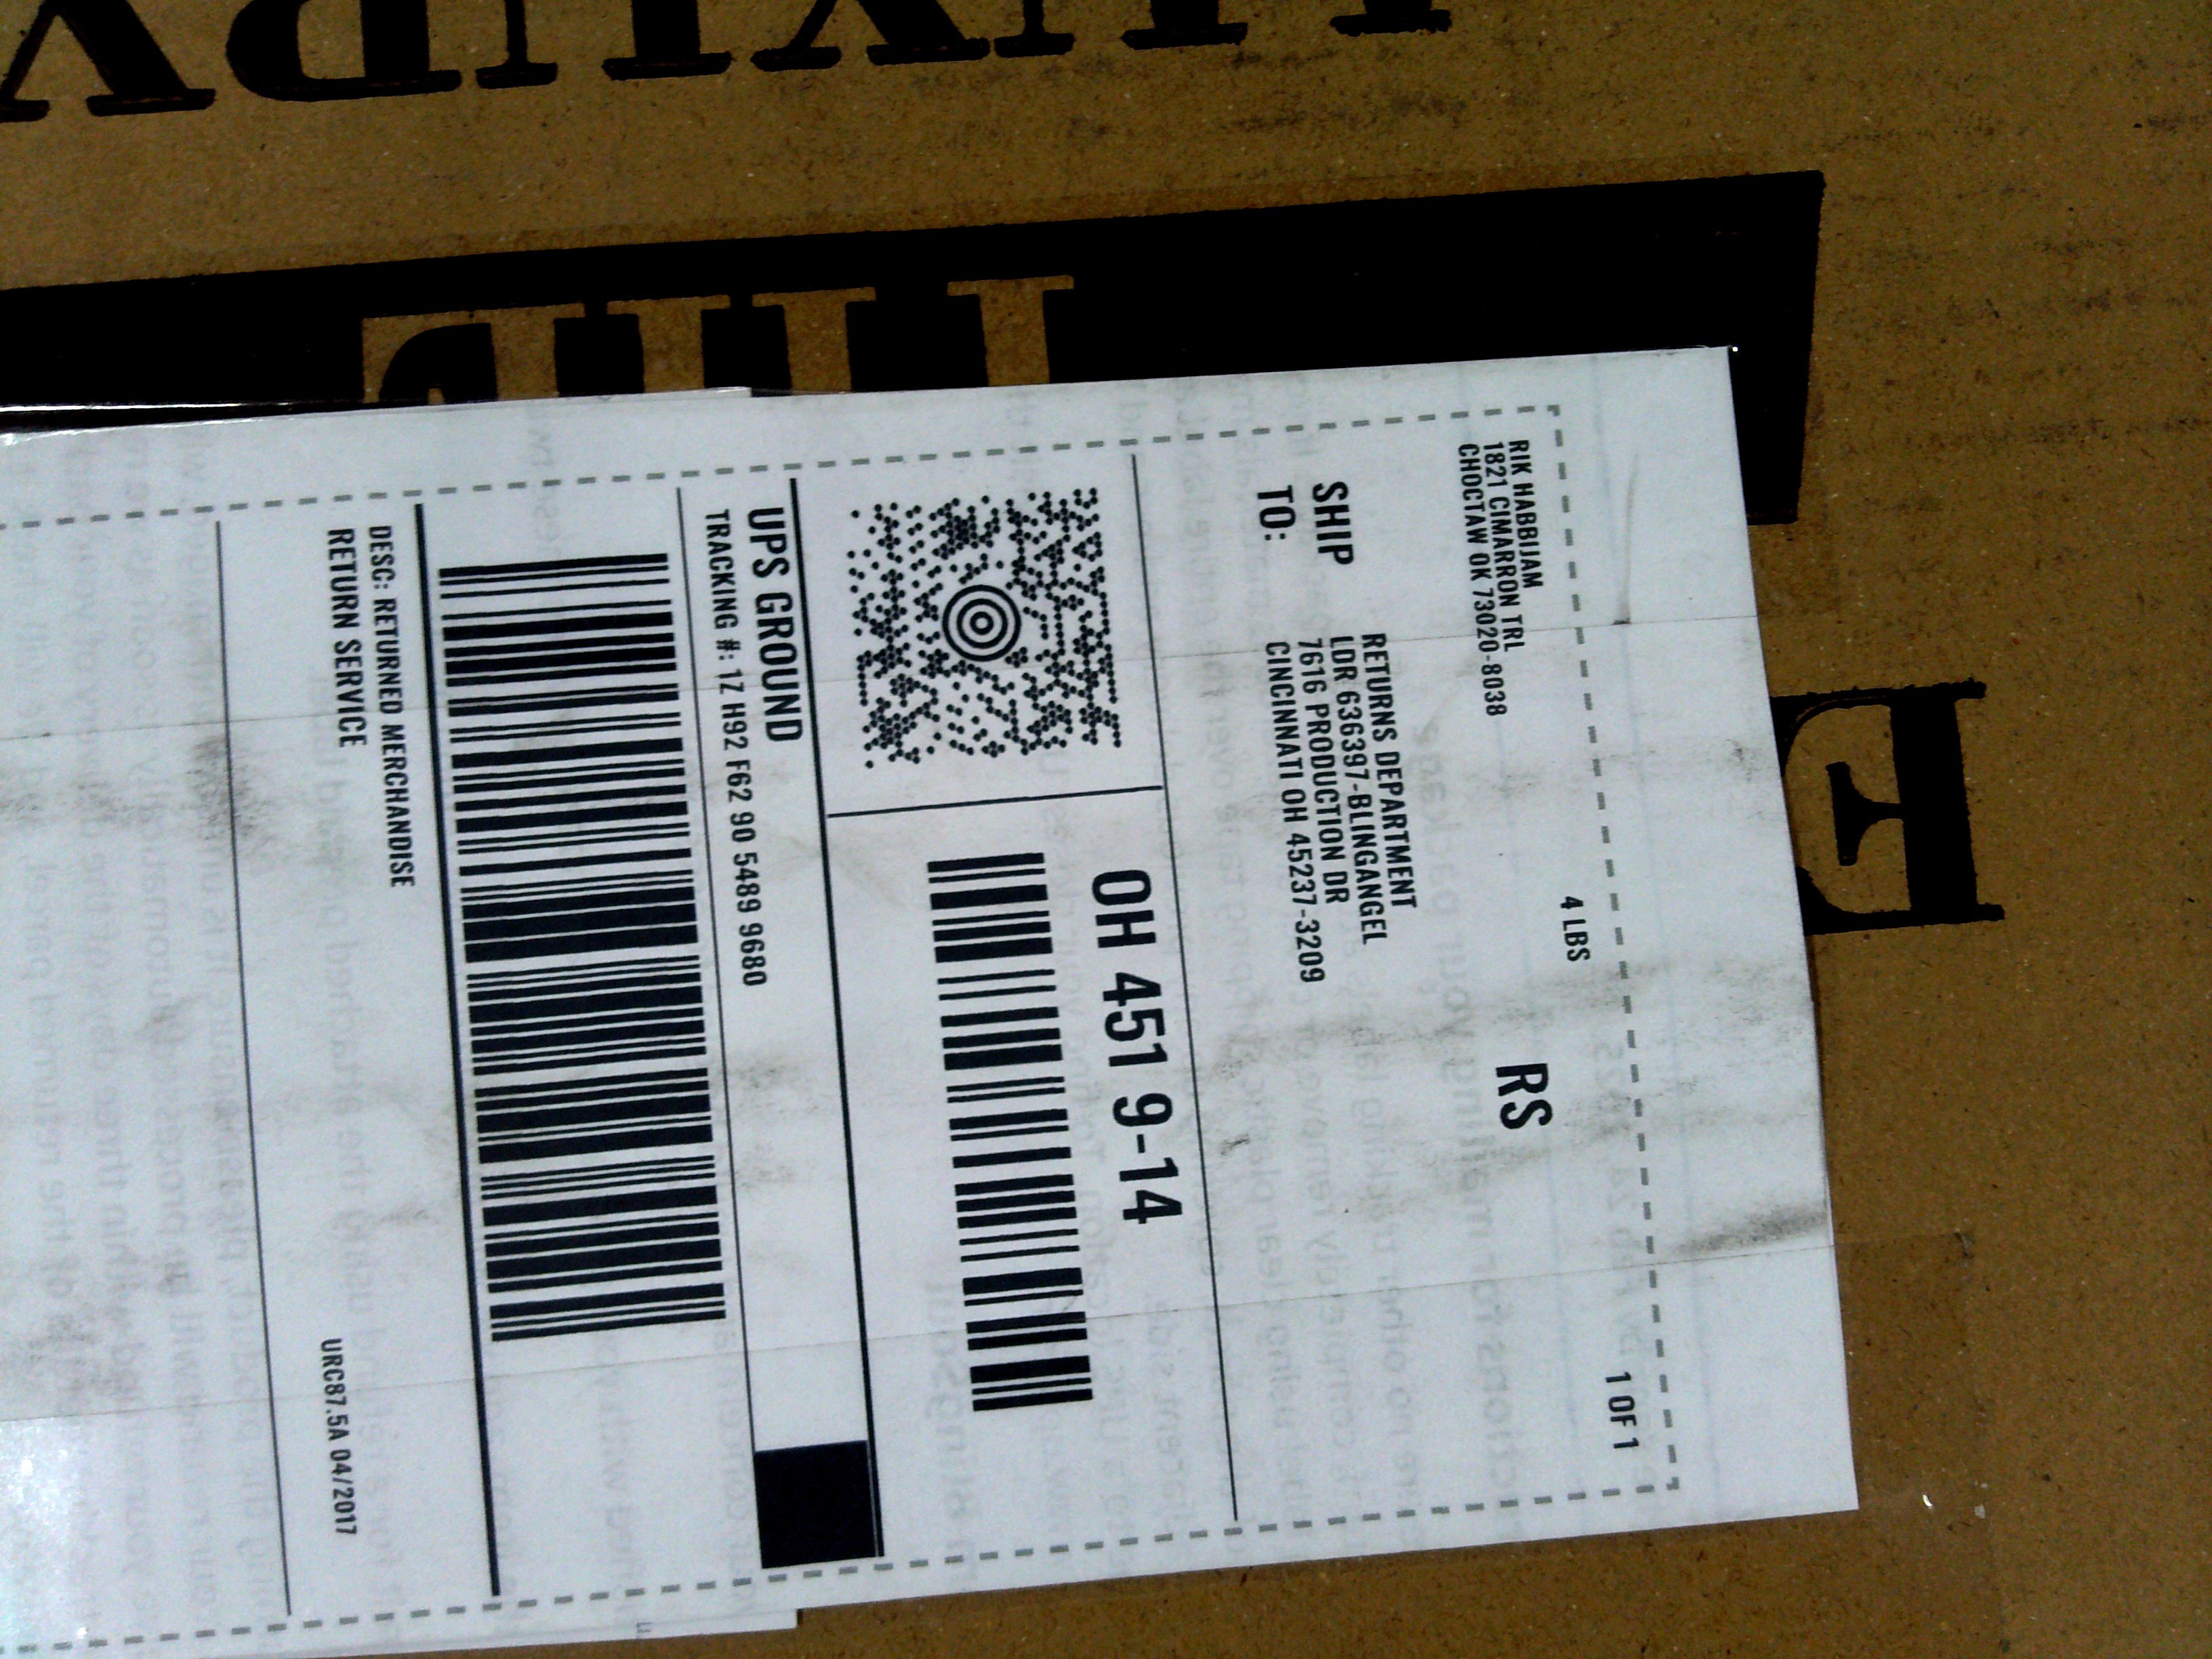 RIK HABBIJAM
1821 CIMARRON TRL
CHOCTAW OK 73020-8038
4 LBS
1 OF 1
RS
SHIP
TO:
RETURNS DEPARTMENT
LDR 636397-BLINGANGEL
7616 PRODUCTION DR
CINCINNATI OH 45237-3209
OH 451 9-14
UPS GROUND
TRACKING #: 1Z H92 F62 90 5489 9680
DESC: RETURNED MERCHANDISE
RETURN SERVICE
URC87.5A 04/2017